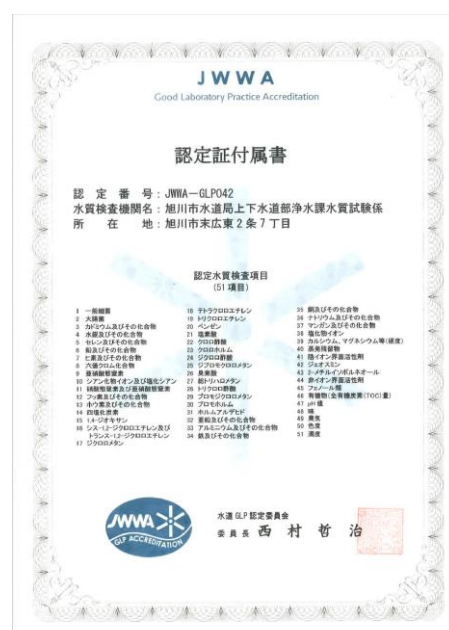 JWWA
Good Laboratory Practice Accreditation
認定証付属書
認定番号：JWWA－GLP042
水質検査機関名：旭川市水道局上下水道部浄水課水質試験係
所在地：旭川市末広東2条7丁目
認定水質検査項目
(51項目)
1 一般細菌
2 大腸菌
3 カドミウム及びその化合物
4 水銀及びその化合物
5 セレン及びその化合物
6 鉛及びその化合物
7 ヒ素及びその化合物
8 六価クロム化合物
9 亜硝酸態窒素
10 シアン化物イオン及び塩化シアン
11 硝酸態窒素及び亜硝酸態窒素
12 フッ素及びその化合物
13 ホウ素及びその化合物
14 四塩化炭素
15 1,4-ジオキサン
16 シス-1,2-ジクロロエチレン及び
トランス-1,2-ジクロロエチレン
17 ジクロロメタン
18 テトラクロロエチレン
19 トリクロロエチレン
20 ベンゼン
21 塩素酸
22 クロロ酢酸
23 クロロホルム
24 ジクロロ酢酸
25 ジブロモクロロメタン
26 臭素酸
27 総トリハロメタン
28 トリクロロ酢酸
29 ブロモジクロロメタン
30 ブロモホルム
31 ホルムアルデヒド
32 亜鉛及びその化合物
33 アルミニウム及びその化合物
34 鉄及びその化合物
35 銅及びその化合物
36 ナトリウム及びその化合物
37 マンガン及びその化合物
38 塩化物イオン
39 カルシウム、マグネシウム等(硬度)
40 蒸発残留物
41 陰イオン界面活性剤
42 ジェオスミン
43 2-メチルイソボルネオール
44 非イオン界面活性剤
45 フェノール類
46 有機物(全有機炭素(TOC)量)
47 pH値
48 味
49 臭気
50 色度
51 濁度
JWWA
GLP ACCREDITATION
水道GLP認定委員会
委員長 西村哲治